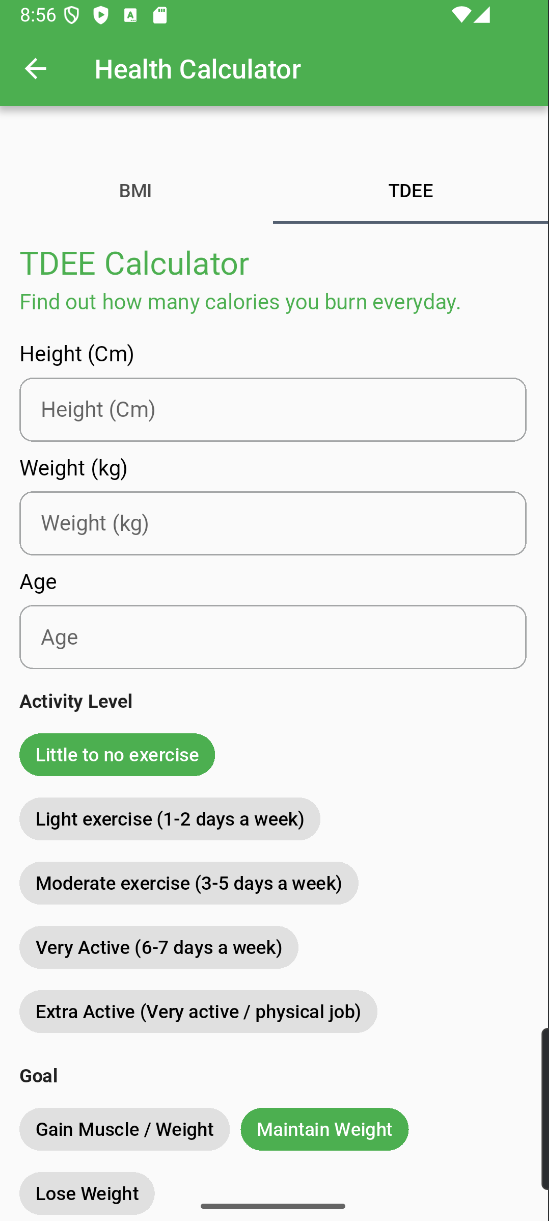 8:56
Health Calculator
BMI TDEE
TDEE Calculator
Find out how many calories you burn everyday.
Height (Cm)
Height (Cm)
Weight (kg)
Weight (kg)
Age
Age
Activity Level
Little to no exercise
Light exercise (1-2 days a week)
Moderate exercise (3-5 days a week)
Very Active (6-7 days a week)
Extra Active (Very active / physical job)
Goal
Gain Muscle / Weight Maintain Weight
Lose Weight